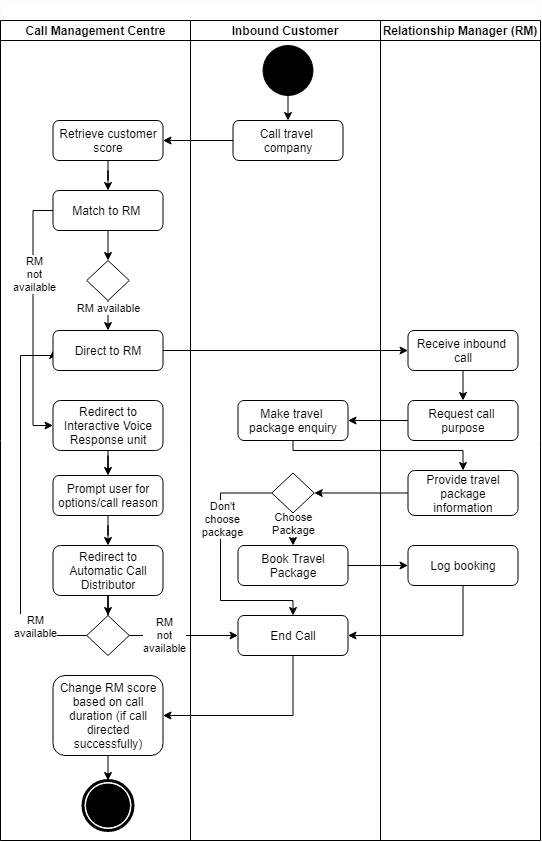 Call Management Centre
Inbound Customer
Relationship Manager (RM)
Retrieve customer
score
Call travel
company
Match to RM
RM
not
available
RM available
Direct to RM
Receive inbound
call
Redirect to
Interactive Voice
Response unit
Make travel
package enquiry
Request call
purpose
Prompt user for
options/call reason
Don't
choose
package
Choose
Package
Provide travel
package
information
Redirect to
Automatic Call
Distributor
Book Travel
Package
Log booking
RM
available
RM
not
available
End Call
Change RM score
based on call
duration (if call
directed
successfully)